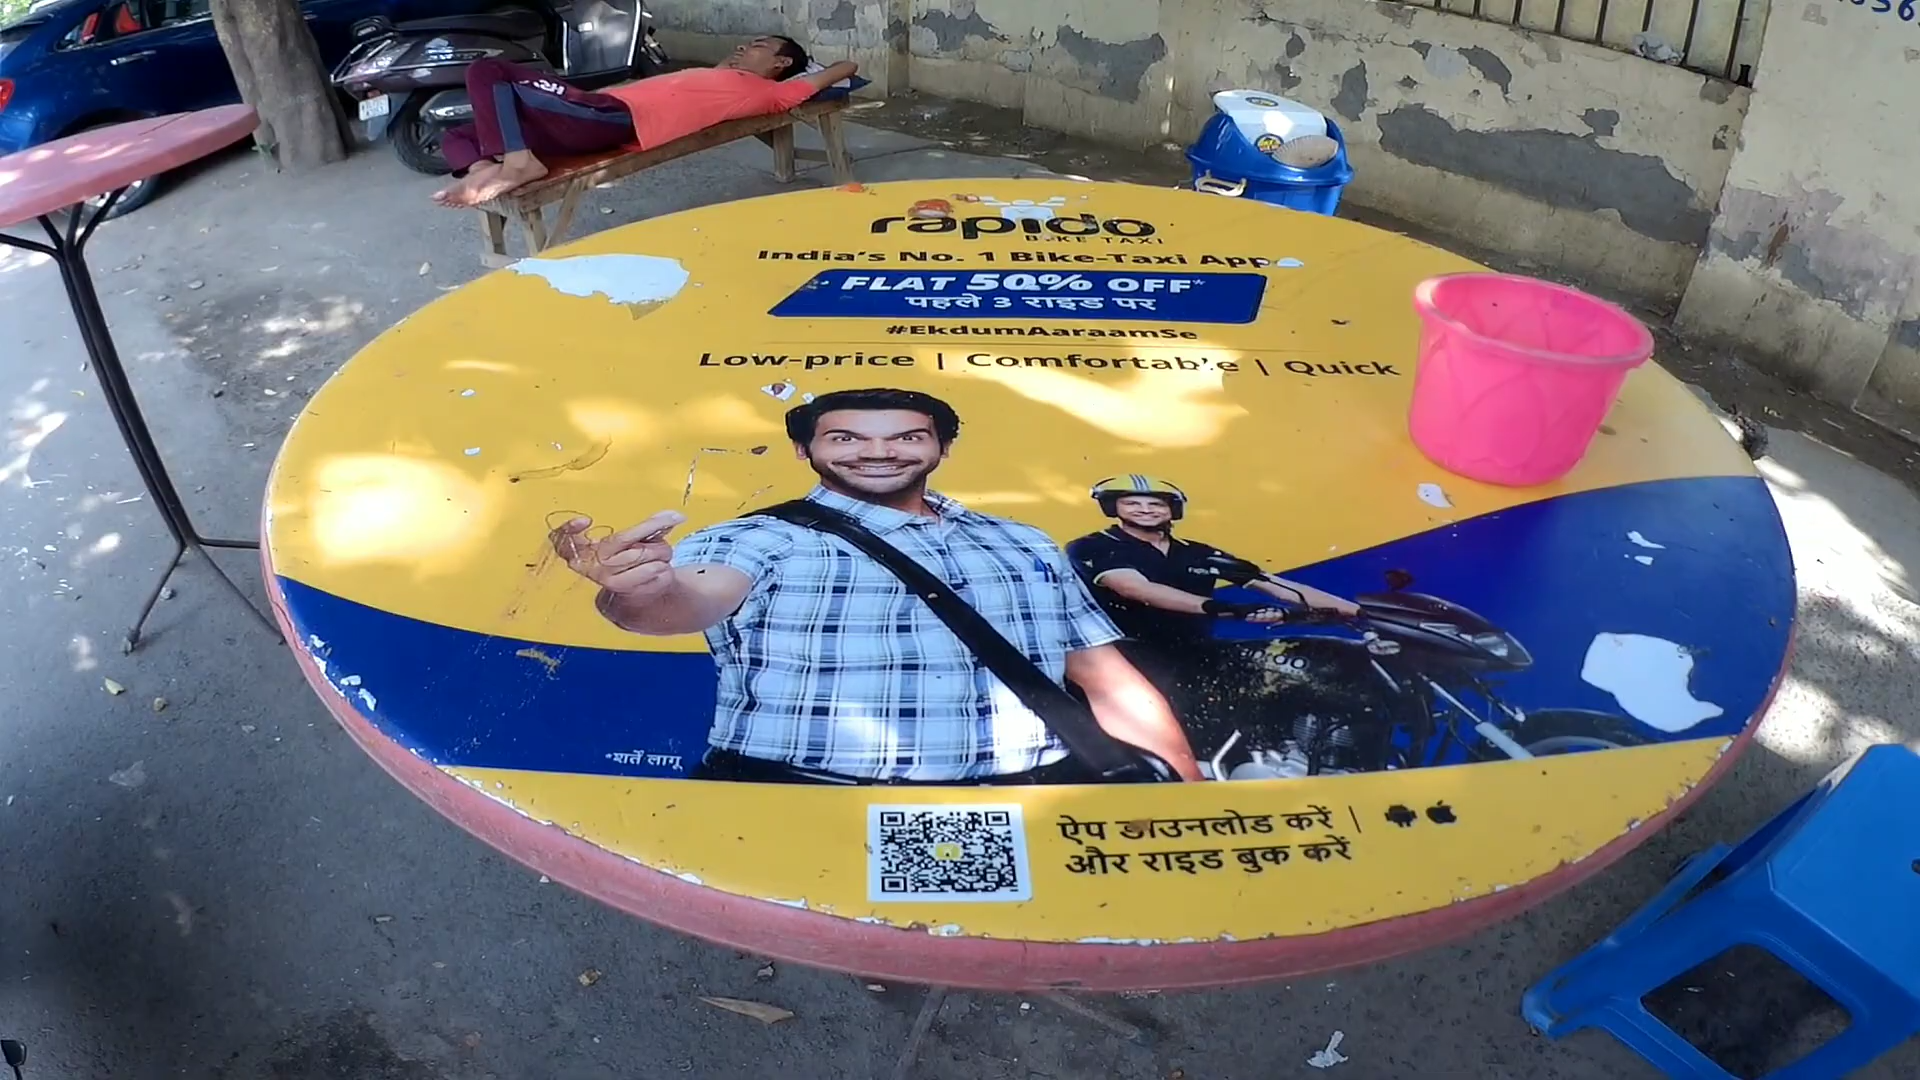 rapido
BIKE TAXI
India's No. 1 Bike-Taxi App
FLAT 50% OFF*
पहले 3 राइड पर
#EkdumAaraamSe
Low-price | Comfortable | Quick
*शर्तें लागू
ऐप डाउनलोड करें |
और राइड बुक करें